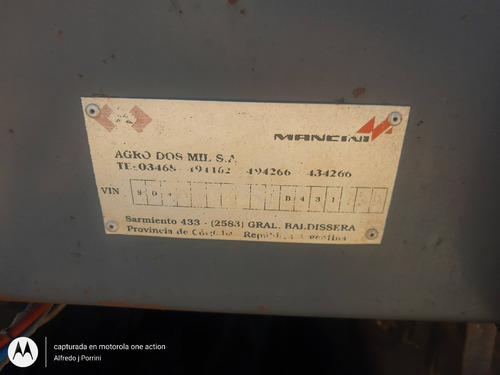 MANCINI
AGRO DOS MIL S.A
TE: 03468 494162 494266 434266
VIN B 4 3 1
Sarmiento 433 - (2583) GRAL. BALDISSERA
Provincia de Córdoba República Argentina
capturada en motorola one action
Alfredo j Porrini